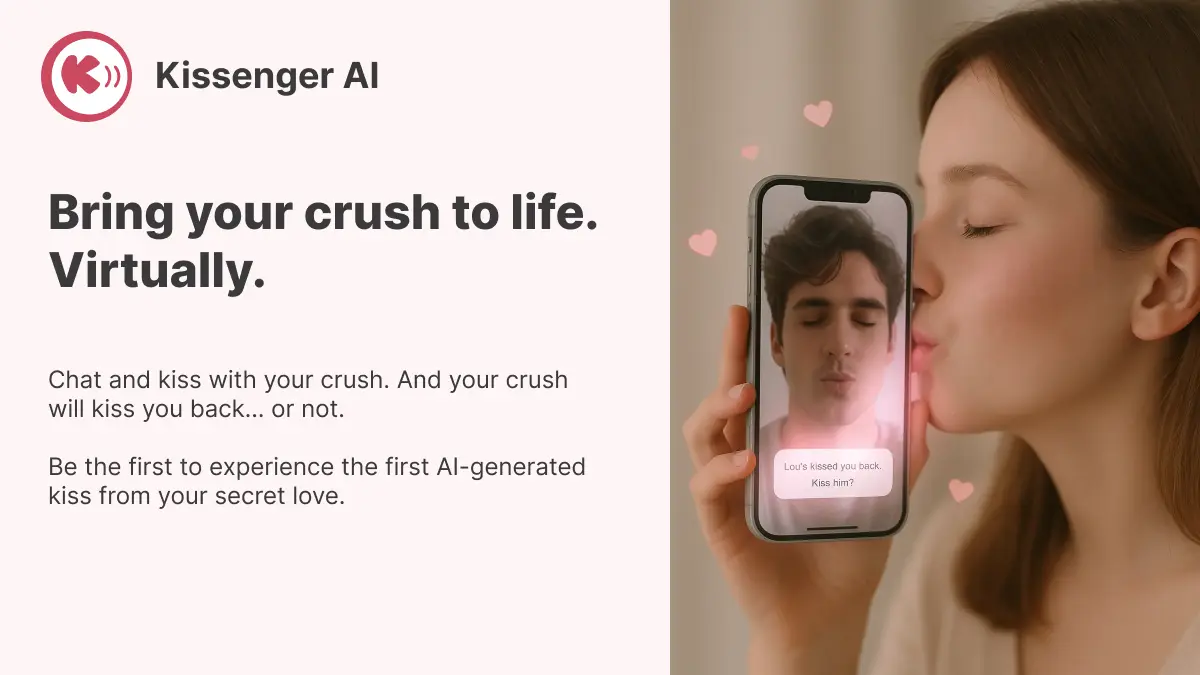 Kissenger AI
Bring your crush to life.
Virtually.
Chat and kiss with your crush. And your crush
will kiss you back... or not.
Be the first to experience the first AI-generated
kiss from your secret love.
Lou's kissed you back.
Kiss him?